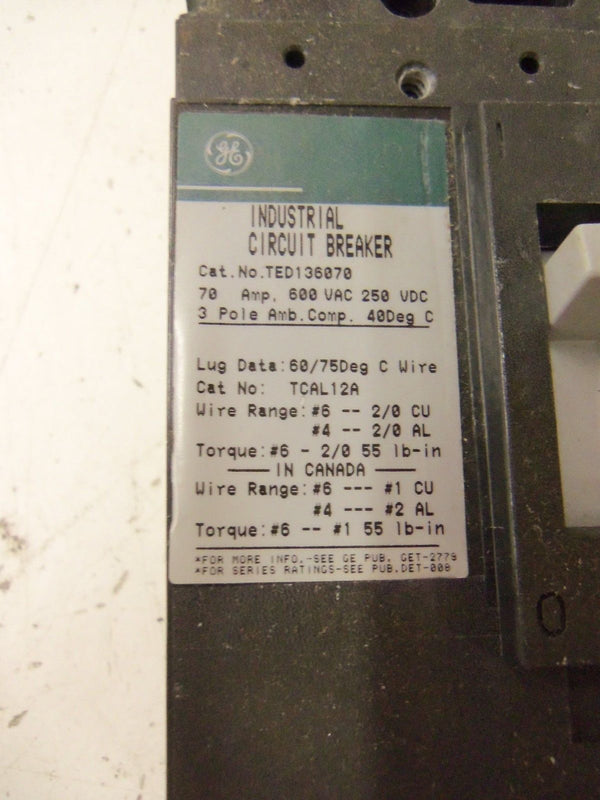 GE
INDUSTRIAL
CIRCUIT BREAKER
Cat.No.TED136070
70 Amp, 600 VAC 250 VDC
3 Pole Amb.Comp. 40Deg C
Lug Data:60/75Deg C Wire
Cat No: TCAL12A
Wire Range:#6 -- 2/0 CU
#4 -- 2/0 AL
Torque:#6 - 2/0 55 lb-in
IN CANADA
Wire Range:#6 --- #1 CU
#4 --- #2 AL
Torque:#6 -- #1 55 lb-in
*FOR MORE INFO.-SEE GE PUB. GET-2779
*FOR SERIES RATINGS-SEE PUB.DET-008
O